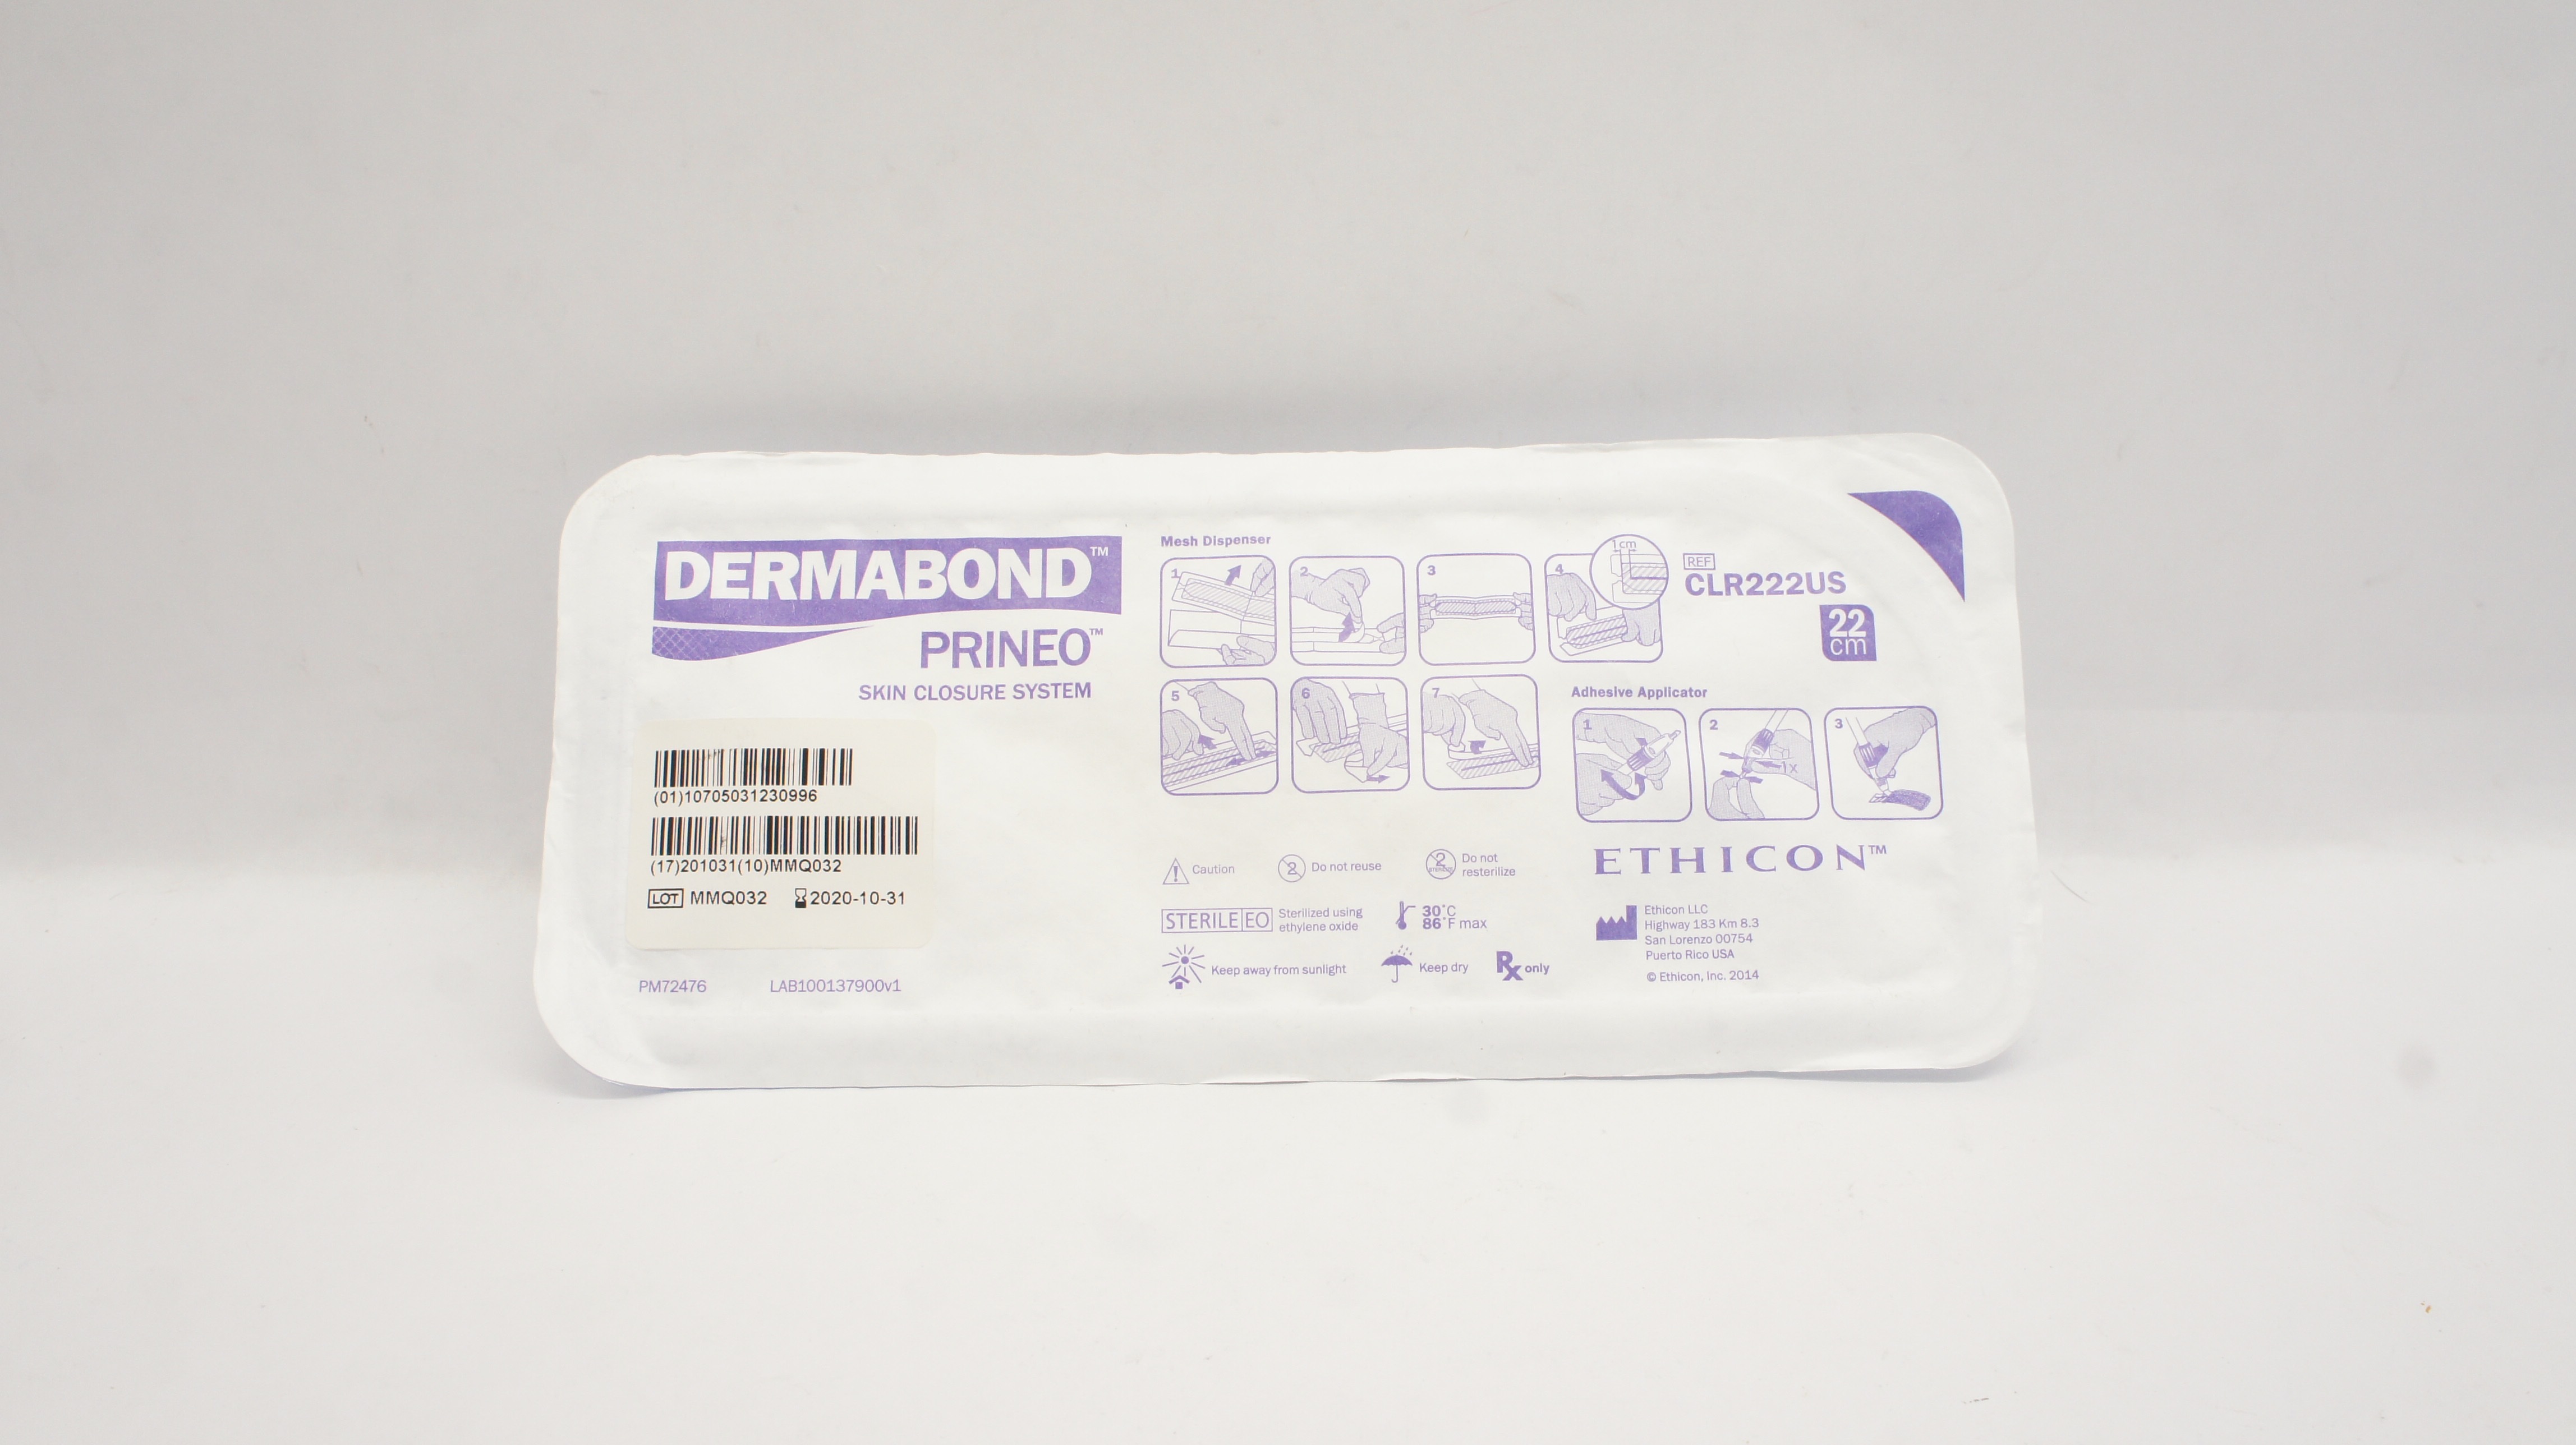 DERMABOND™
PRINEO™
SKIN CLOSURE SYSTEM
(01)10705031230996
(17)201031(10)MMQ032
LOT MMQ032 2020-10-31
PM72476 LAB100137900v1
Mesh Dispenser
1
2
3
4
1cm
5
6
7
REF
CLR222US
22
cm
Adhesive Applicator
1
2
1x
3
Caution
2
Do not reuse
2
Do not
resterilize
STERILE EO
Sterilized using
ethylene oxide
30°C
86°F max
Keep away from sunlight
Keep dry
Rx only
ETHICON™
Ethicon LLC
Highway 183 Km 8.3
San Lorenzo 00754
Puerto Rico USA
© Ethicon, Inc. 2014